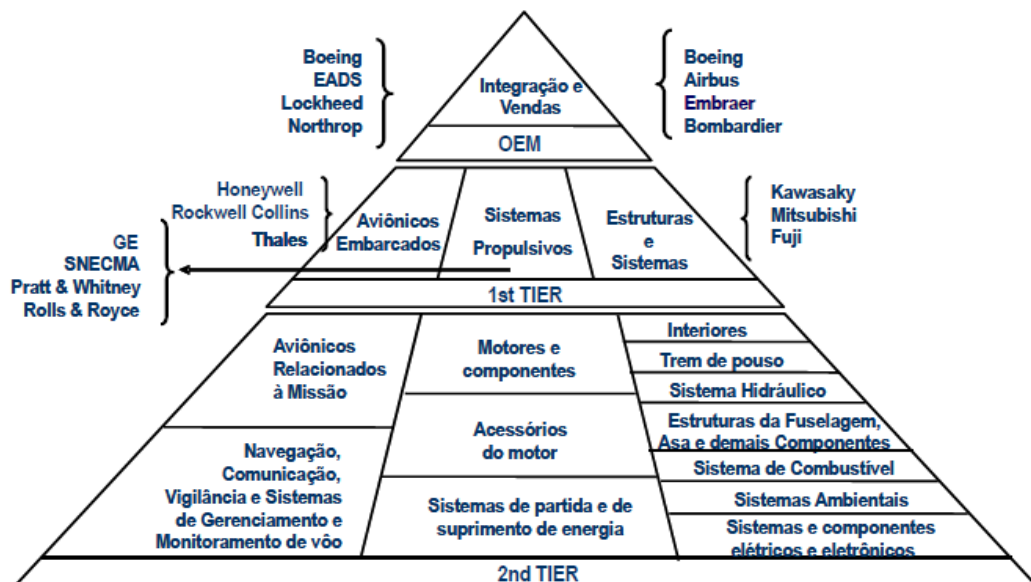 Boeing
EADS
Lockheed
Northrop
Integração e
Vendas
OEM
Boeing
Airbus
Embraer
Bombardier
Honeywell
Rockwell Collins
Thales
GE
SNECMA
Pratt & Whitney
Rolls & Royce
Aviônicos
Embarcados
Sistemas
Propulsivos
Estruturas
e
Sistemas
Kawasaky
Mitsubishi
Fuji
1st TIER
Aviônicos
Relacionados
à Missão
Navegação,
Comunicação,
Vigilância e Sistemas
de Gerenciamento e
Monitoramento de vôo
Motores e
componentes
Acessórios
do motor
Sistemas de partida e de
suprimento de energia
Interiores
Trem de pouso
Sistema Hidráulico
Estruturas da Fuselagem,
Asa e demais Componentes
Sistema de Combustível
Sistemas Ambientais
Sistemas e componentes
elétricos e eletrônicos
2nd TIER